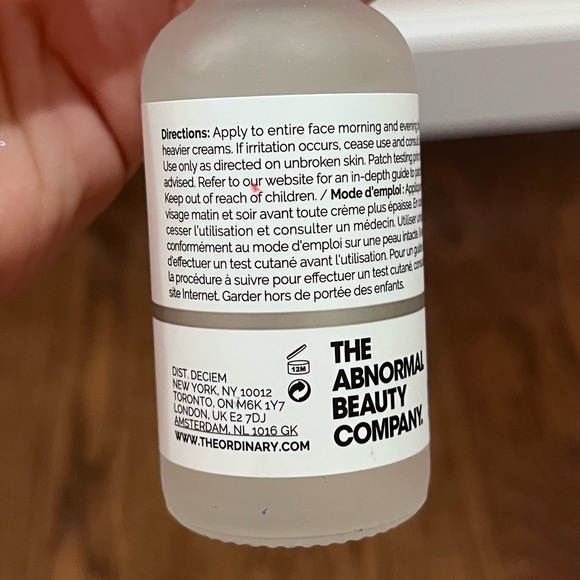 Directions: Apply to entire face morning and evening
heavier creams. If irritation occurs, cease use and
Use only as directed on unbroken skin. Patch testing
advised. Refer to our website for an in-depth guide to
Keep out of reach of children. / Mode d'emploi :
visage matin et soir avant toute crème plus épaisse. En
cesser l'utilisation et consulter un médecin. Utiliser
conformément au mode d'emploi sur une peau intacte.
d'effectuer un test cutané avant l'utilisation. Pour un
la procédure à suivre pour effectuer un test cutané,
site Internet. Garder hors de portée des enfants.
12M
DIST. DECIEM
NEW YORK, NY 10012
TORONTO, ON M6K 1Y7
LONDON, UK E2 7DJ
AMSTERDAM, NL 1016 GK
WWW.THEORDINARY.COM
THE
ABNORMAL
BEAUTY
COMPANY.